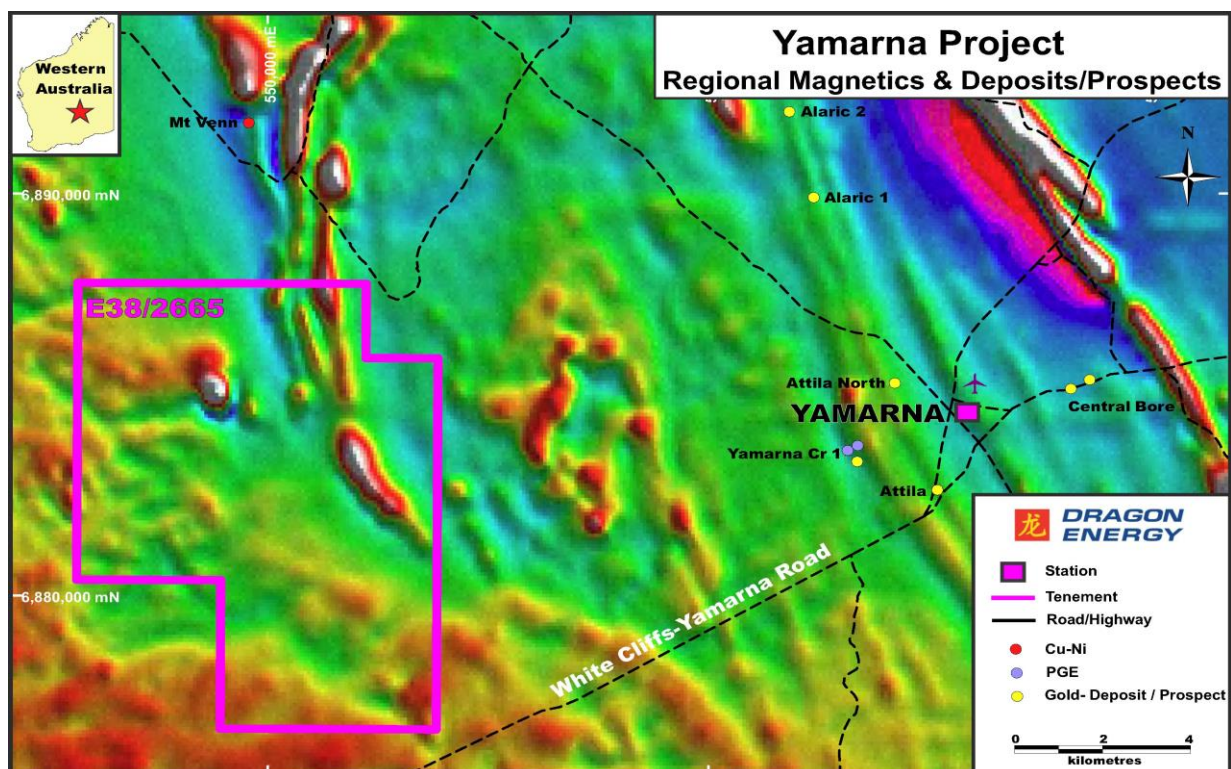 Western
Australia
Yamarna Project
Regional Magnetics & Deposits/Prospects
550,000 mE
Mt Venn
Alaric 2
N
6,890,000 mN
Alaric 1
E38/2665
Attila North
YAMARNA
Central Bore
Yamarna Cr 1
Attila
White Cliffs-Yamarna Road
6,880,000 mN
龙
DRAGON
ENERGY
Station
Tenement
Road/Highway
Cu-Ni
PGE
Gold- Deposit / Prospect
0 2 4
kilometres